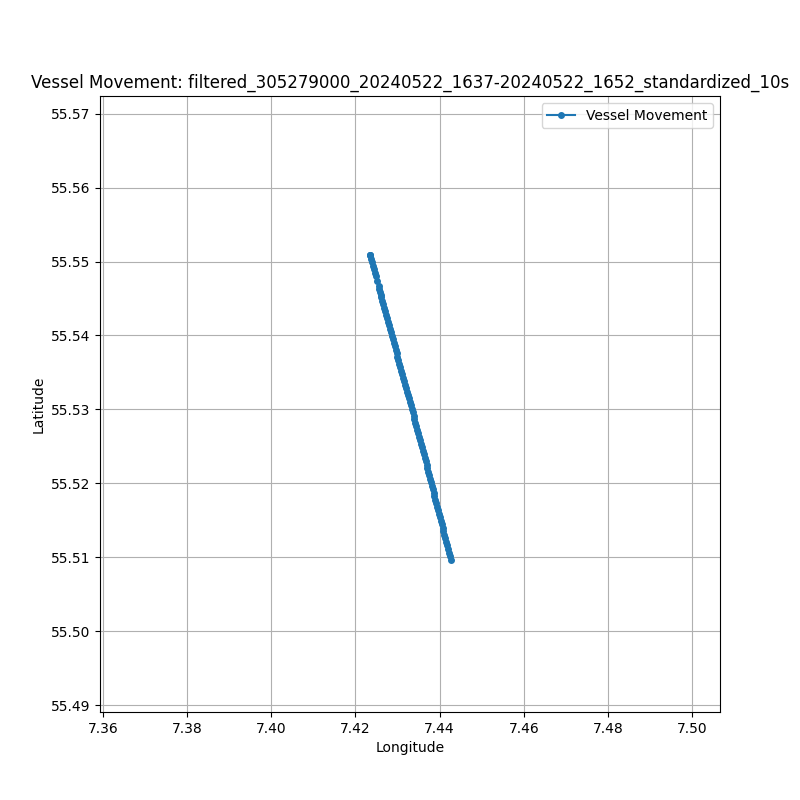 Vessel Movement: filtered_305279000_20240522_1637-20240522_1652_standardized_10s
Vessel Movement
55.57
55.56
55.55
55.54
55.53
55.52
55.51
55.50
55.49
Latitude
7.36 7.38 7.40 7.42 7.44 7.46 7.48 7.50
Longitude